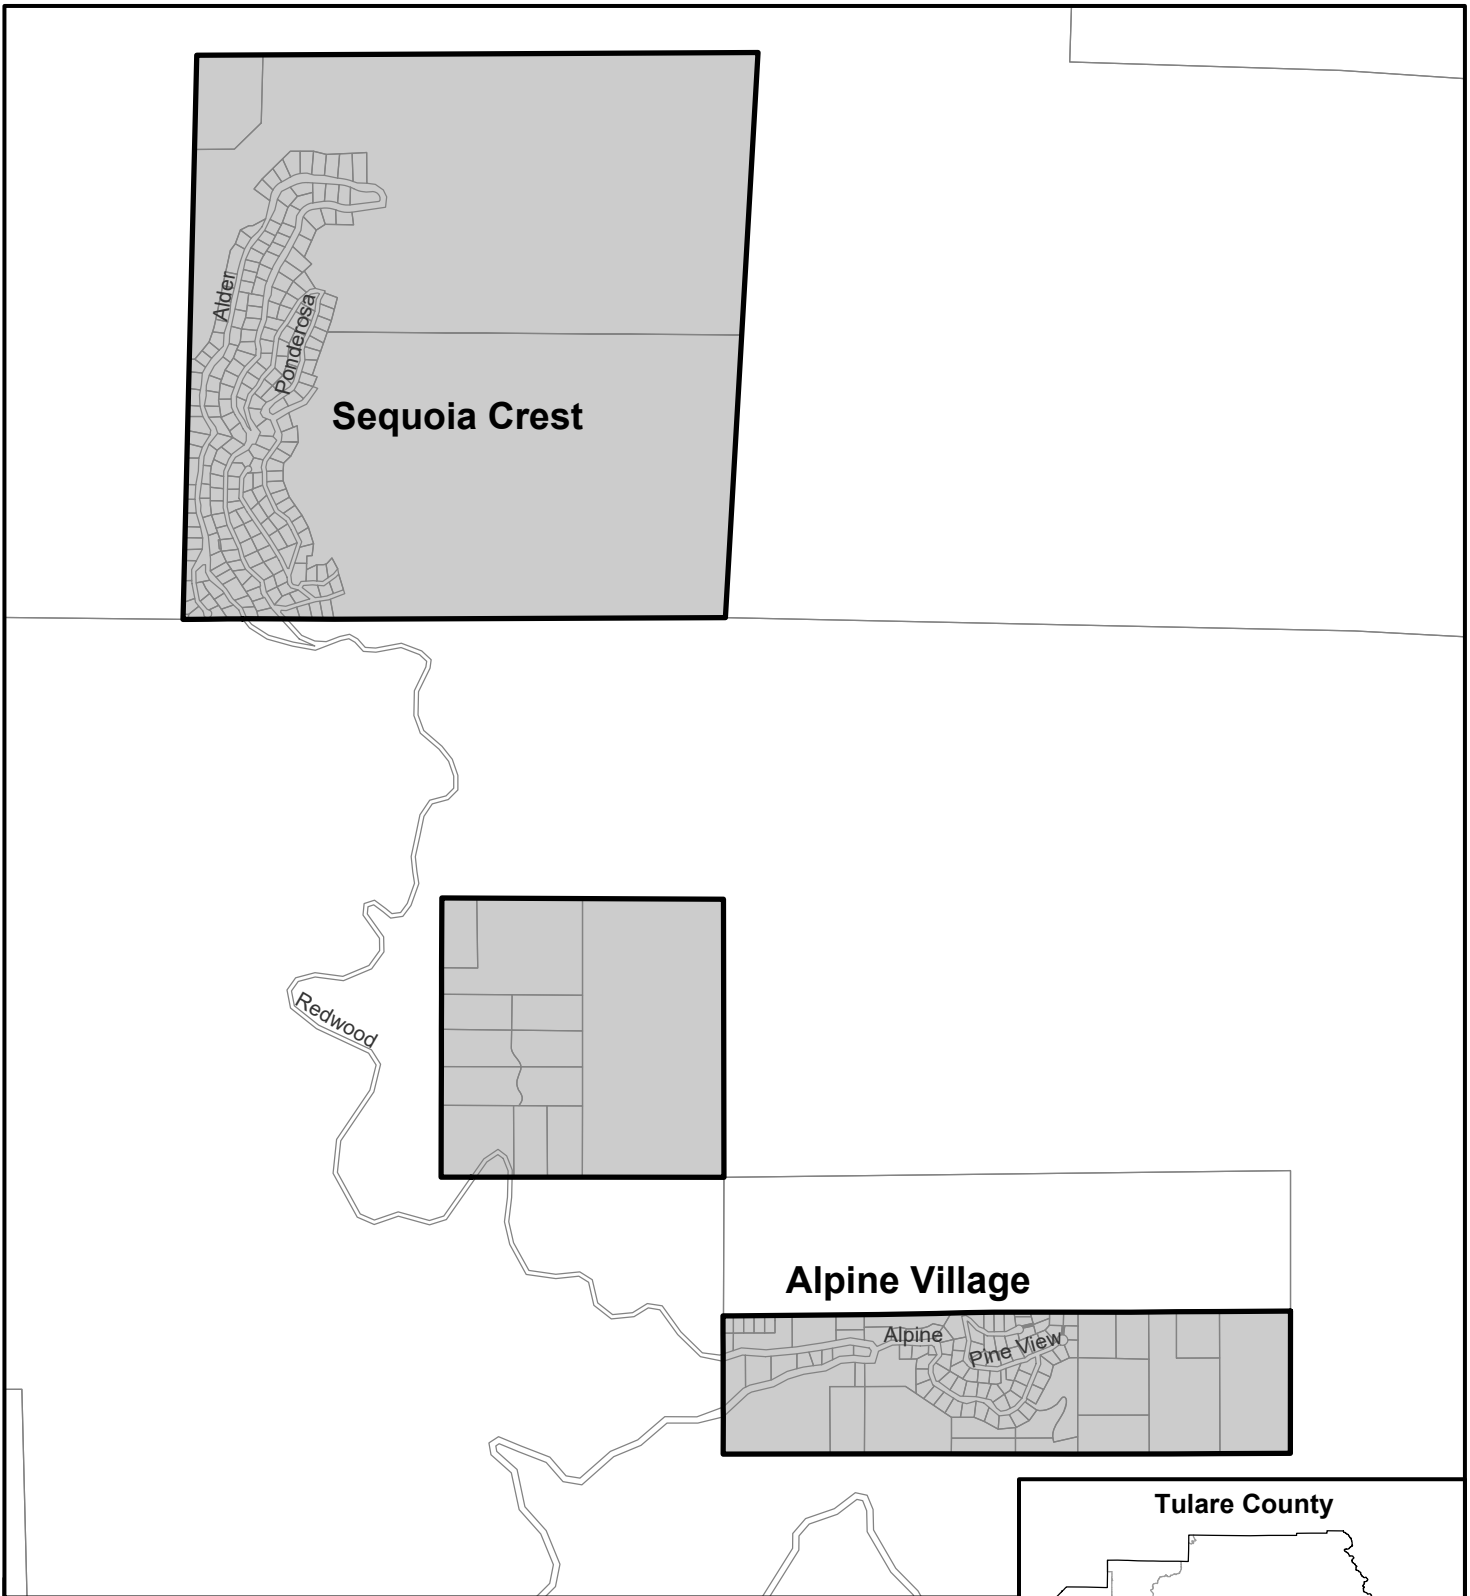 Alder
Ponderosa
Sequoia Crest
Redwood
Alpine Village
Alpine
Pine View
Tulare County